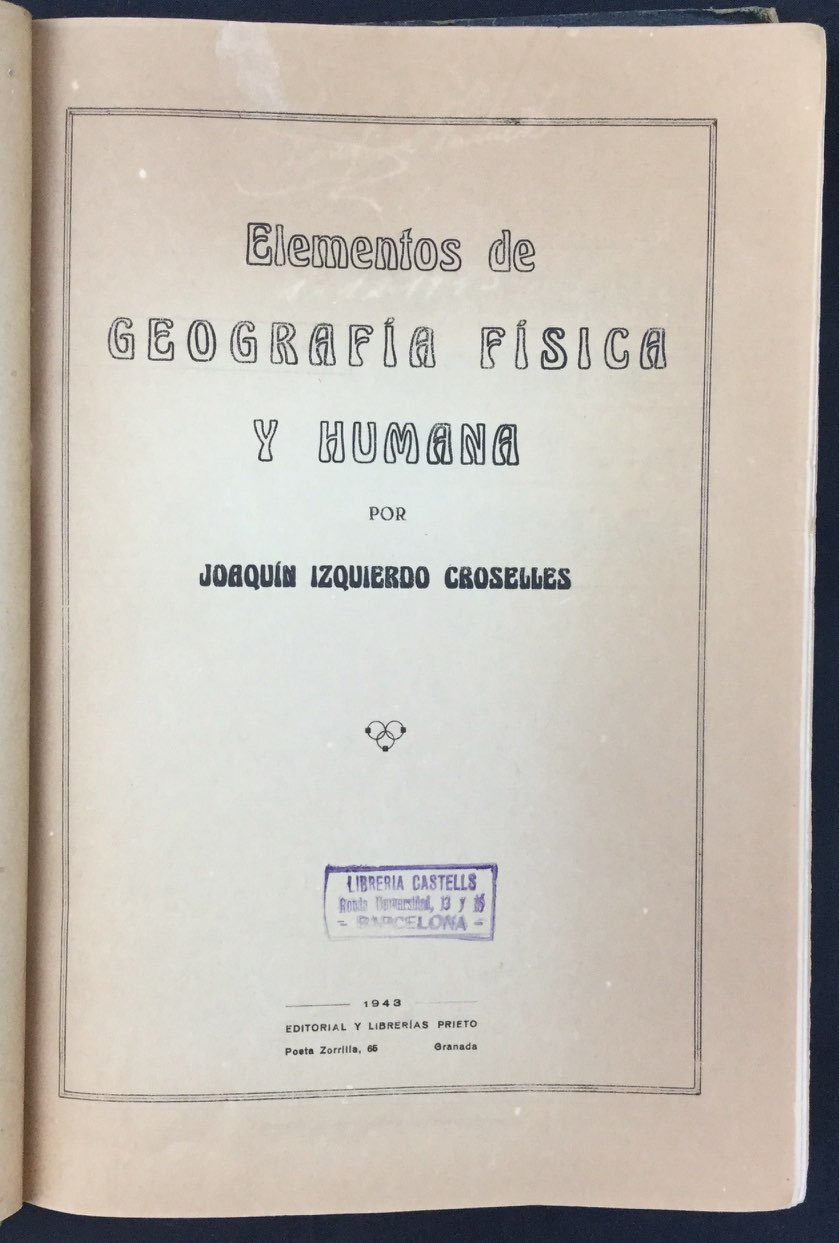 Elementos de
GEOGRAFÍA FÍSICA
Y HUMANA
POR
JOAQUÍN IZQUIERDO CROSELLES
LIBRERIA CASTELLS
Ronda Universidad, 13 y 15
- BARCELONA -
1943
EDITORIAL Y LIBRERÍAS PRIETO
Poeta Zorrilla, 65 Granada